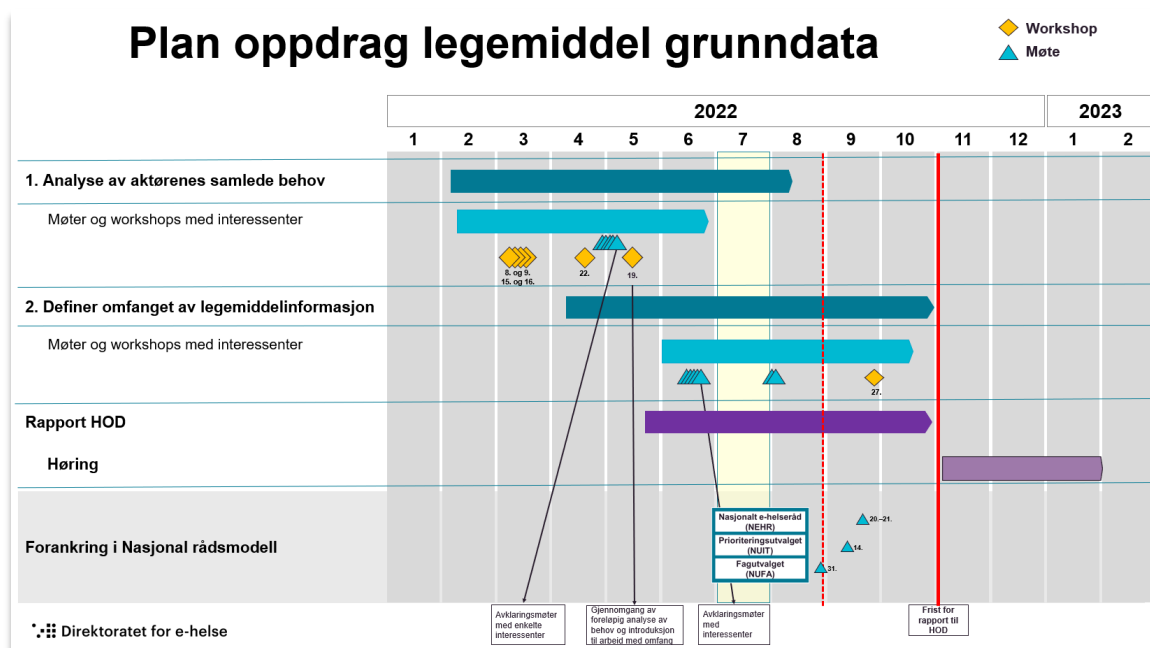 Plan oppdrag legemiddel grunndata
Workshop
Møte
2022
2023
1 2 3 4 5 6 7 8 9 10 11 12 1 2
1. Analyse av aktørenes samlede behov
Møter og workshops med interessenter
8. og 9.
15. og 16.
22.
19.
2. Definer omfanget av legemiddelinformasjon
Møter og workshops med interessenter
27.
Rapport HOD
Høring
Forankring i Nasjonal rådsmodell
Nasjonalt e-helseråd
(NEHR)
20.–21.
Prioriteringsutvalget
(NUIT)
14.
Fagutvalget
(NUFA)
31.
Avklaringsmøter
med enkelte
interessenter
Gjennomgang av
foreløpig analyse av
behov og introduksjon
til arbeid med omfang
Avklaringsmøter
med
interessenter
Frist for
rapport til
HOD
Direktoratet for e-helse